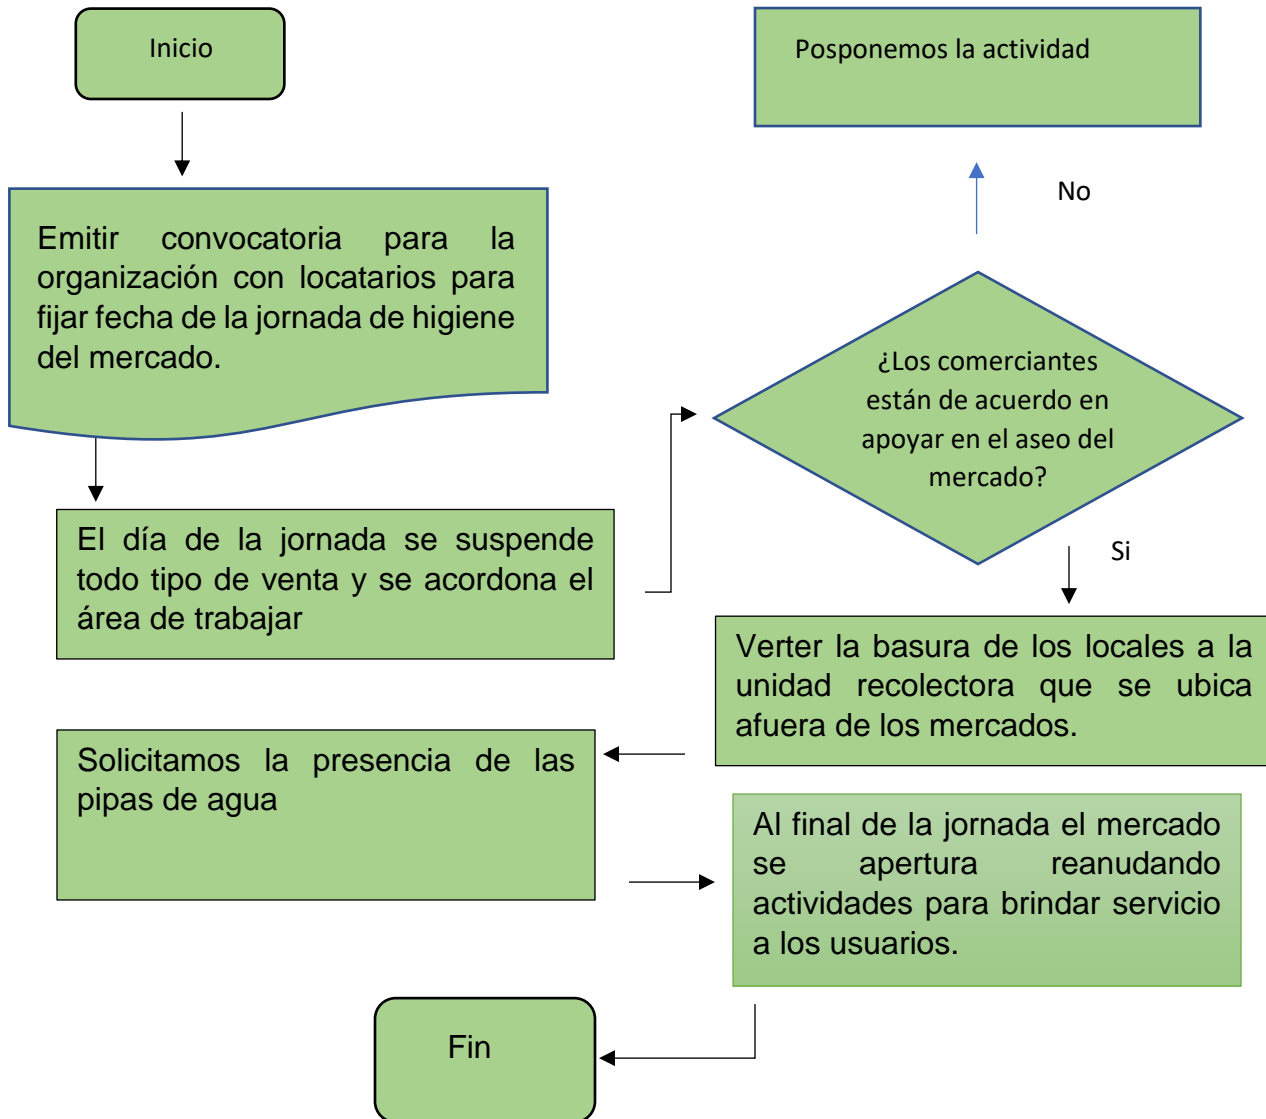 Inicio
Emitir convocatoria para la
organización con locatarios para
fijar fecha de la jornada de higiene
del mercado.
El día de la jornada se suspende
todo tipo de venta y se acordona el
área de trabajar
Posponemos la actividad
No
¿Los comerciantes
están de acuerdo en
apoyar en el aseo del
mercado?
Si
Verter la basura de los locales a la
unidad recolectora que se ubica
afuera de los mercados.
Solicitamos la presencia de las
pipas de agua
Al final de la jornada el mercado
se apertura reanudando
actividades para brindar servicio
a los usuarios.
Fin